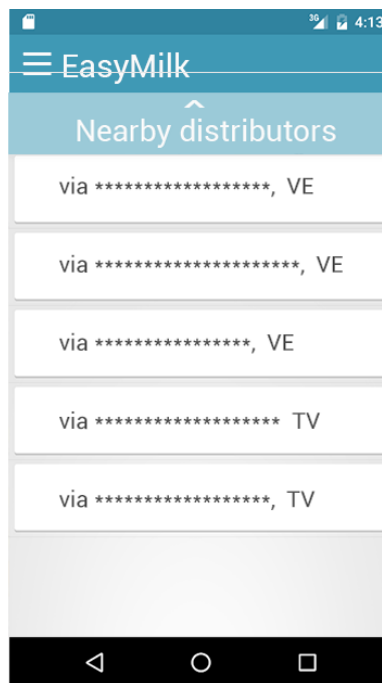 3G 4:13
EasyMilk
Nearby distributors
via ******************, VE
via *********************, VE
via ****************, VE
via ******************* TV
via ******************, TV